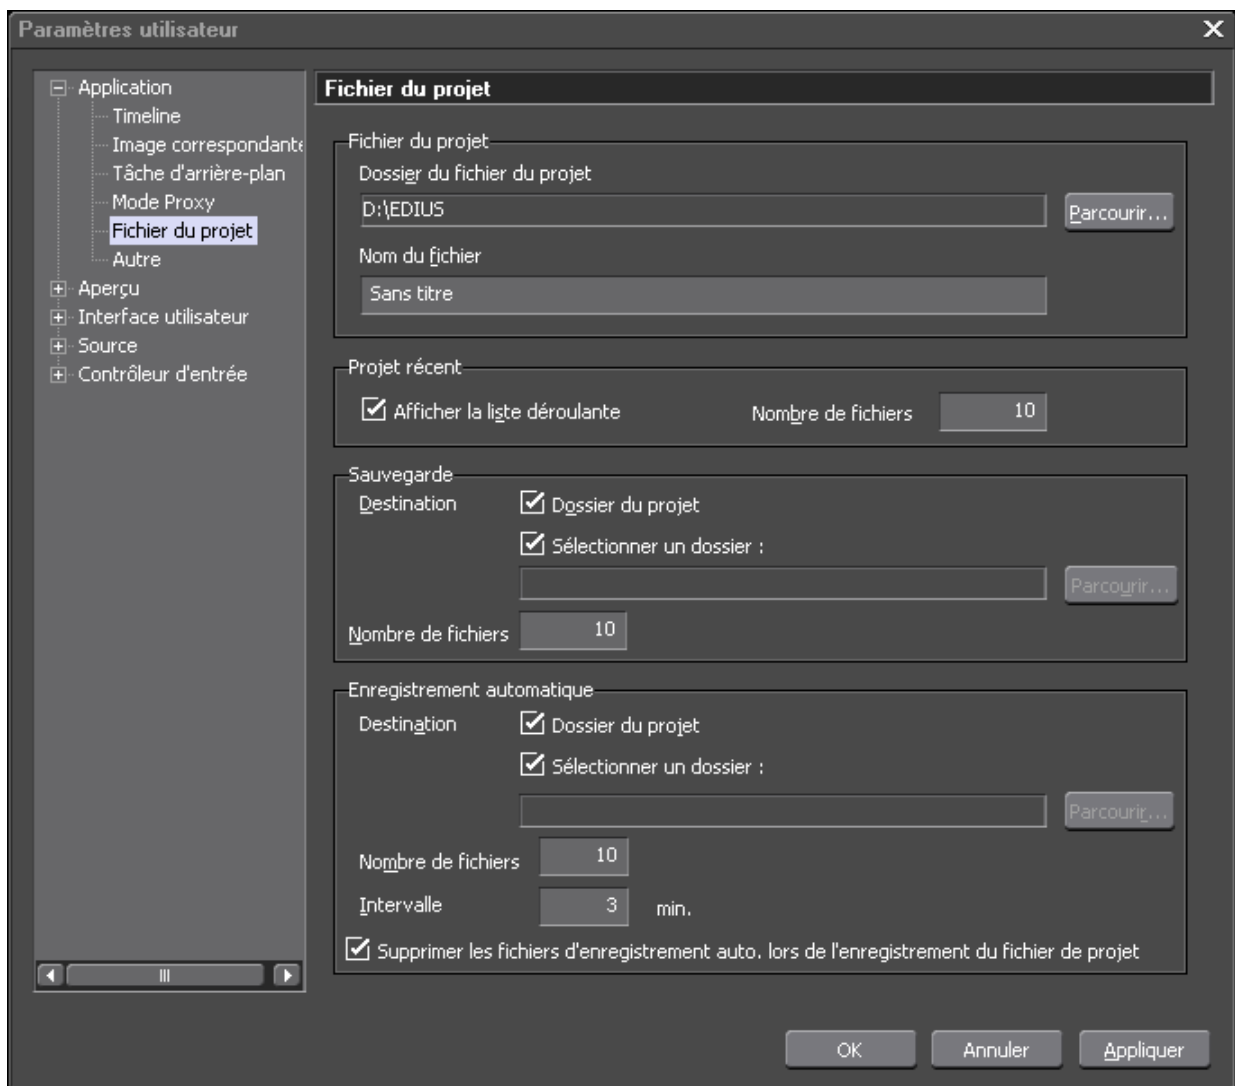 Paramètres utilisateur
Application
Timeline
Image correspondante
Tâche d'arrière-plan
Mode Proxy
Fichier du projet
Autre
Aperçu
Interface utilisateur
Source
Contrôleur d'entrée
Fichier du projet
Fichier du projet
Dossier du fichier du projet
D:\EDIUS Parcourir...
Nom du fichier
Sans titre
Projet récent
Afficher la liste déroulante Nombre de fichiers 10
Sauvegarde
Destination Dossier du projet
Sélectionner un dossier :
Parcourir...
Nombre de fichiers 10
Enregistrement automatique
Destination Dossier du projet
Sélectionner un dossier :
Parcourir...
Nombre de fichiers 10
Intervalle 3 min.
Supprimer les fichiers d'enregistrement auto. lors de l'enregistrement du fichier de projet
OK Annuler Appliquer